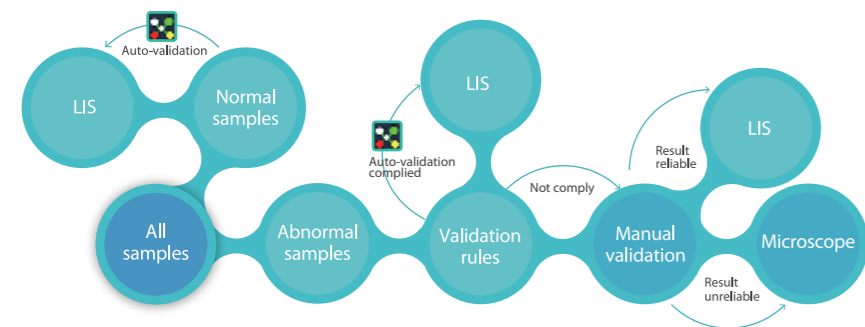 Auto-validation
LIS
Normal
samples
LIS
Auto-validation
complied
LIS
Result
reliable
Not comply
All
samples
Abnormal
samples
Validation
rules
Manual
validation
Microscope
Result
unreliable